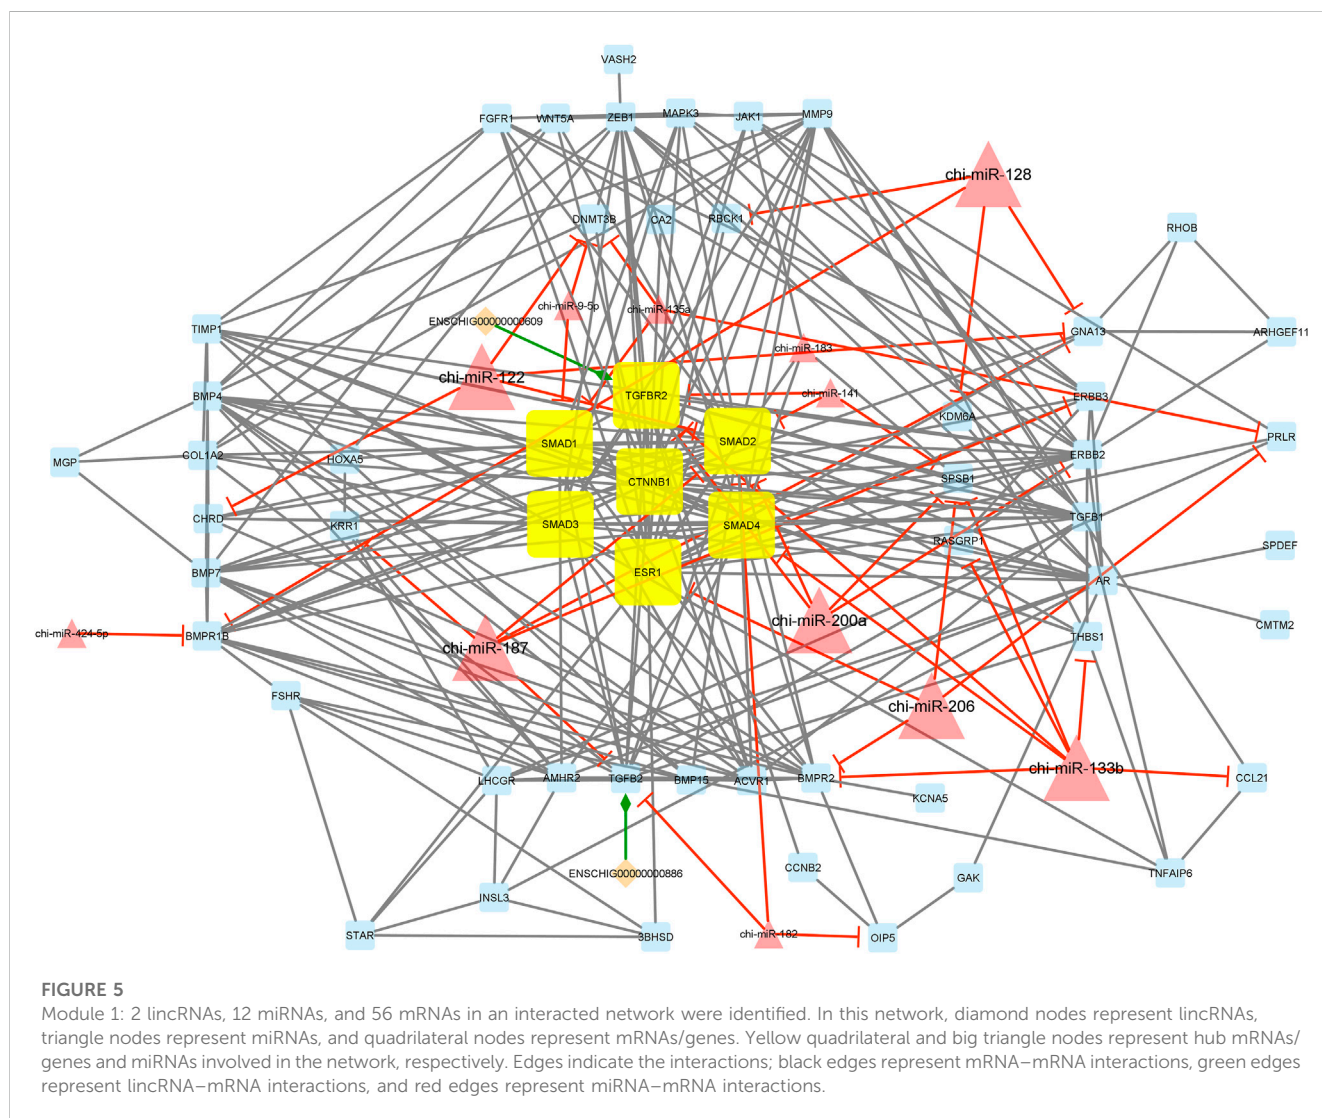 VASH2
FGFR1 WNT5A ZEB1 MAPK3 JAK1 MMP9
chi-miR-128
DNMT3B CA2 RBCK1
RHOB
chi-miR-9-5p chi-miR-135a
ENSCHIG00000000609
TIMP1 GNA13 ARHGEF11
chi-miR-183
chi-miR-122
BMP4 TGFBR2 chi-miR-141 ERBB3
KDM6A
SMAD1 SMAD2 PRLR
MGP COL1A2 HOXA5 ERBB2
CTNNB1 SPSB1
CHRD KRR1 SMAD3 SMAD4 TGFB1
RASGRP1 SPDEF
BMP7 ESR1 AR
chi-miR-424-5p BMPR1B chi-miR-200a THBS1 CMTM2
chi-miR-187
FSHR chi-miR-206
chi-miR-133b
LHCGR AMHR2 TGFB2 BMP15 ACVR1 BMPR2 CCL21
KCNA5
ENSCHIG00000000886 CCNB2 GAK TNFAIP6
INSL3
STAR 3BHSD chi-miR-182 OIP5
FIGURE 5
Module 1: 2 lincRNAs, 12 miRNAs, and 56 mRNAs in an interacted network were identified. In this network, diamond nodes represent lincRNAs,
triangle nodes represent miRNAs, and quadrilateral nodes represent mRNAs/genes. Yellow quadrilateral and big triangle nodes represent hub mRNAs/
genes and miRNAs involved in the network, respectively. Edges indicate the interactions; black edges represent mRNA–mRNA interactions, green edges
represent lincRNA–mRNA interactions, and red edges represent miRNA–mRNA interactions.